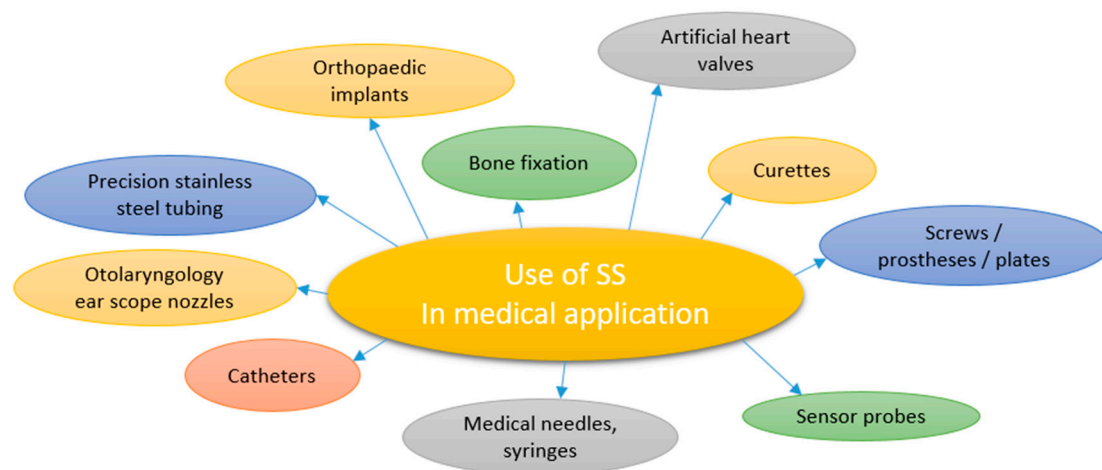 Artificial heart
valves
Orthopaedic
implants
Bone fixation
Curettes
Precision stainless
steel tubing
Screws /
prostheses / plates
Use of SS
In medical application
Otolaryngology
ear scope nozzles
Catheters
Medical needles,
syringes
Sensor probes